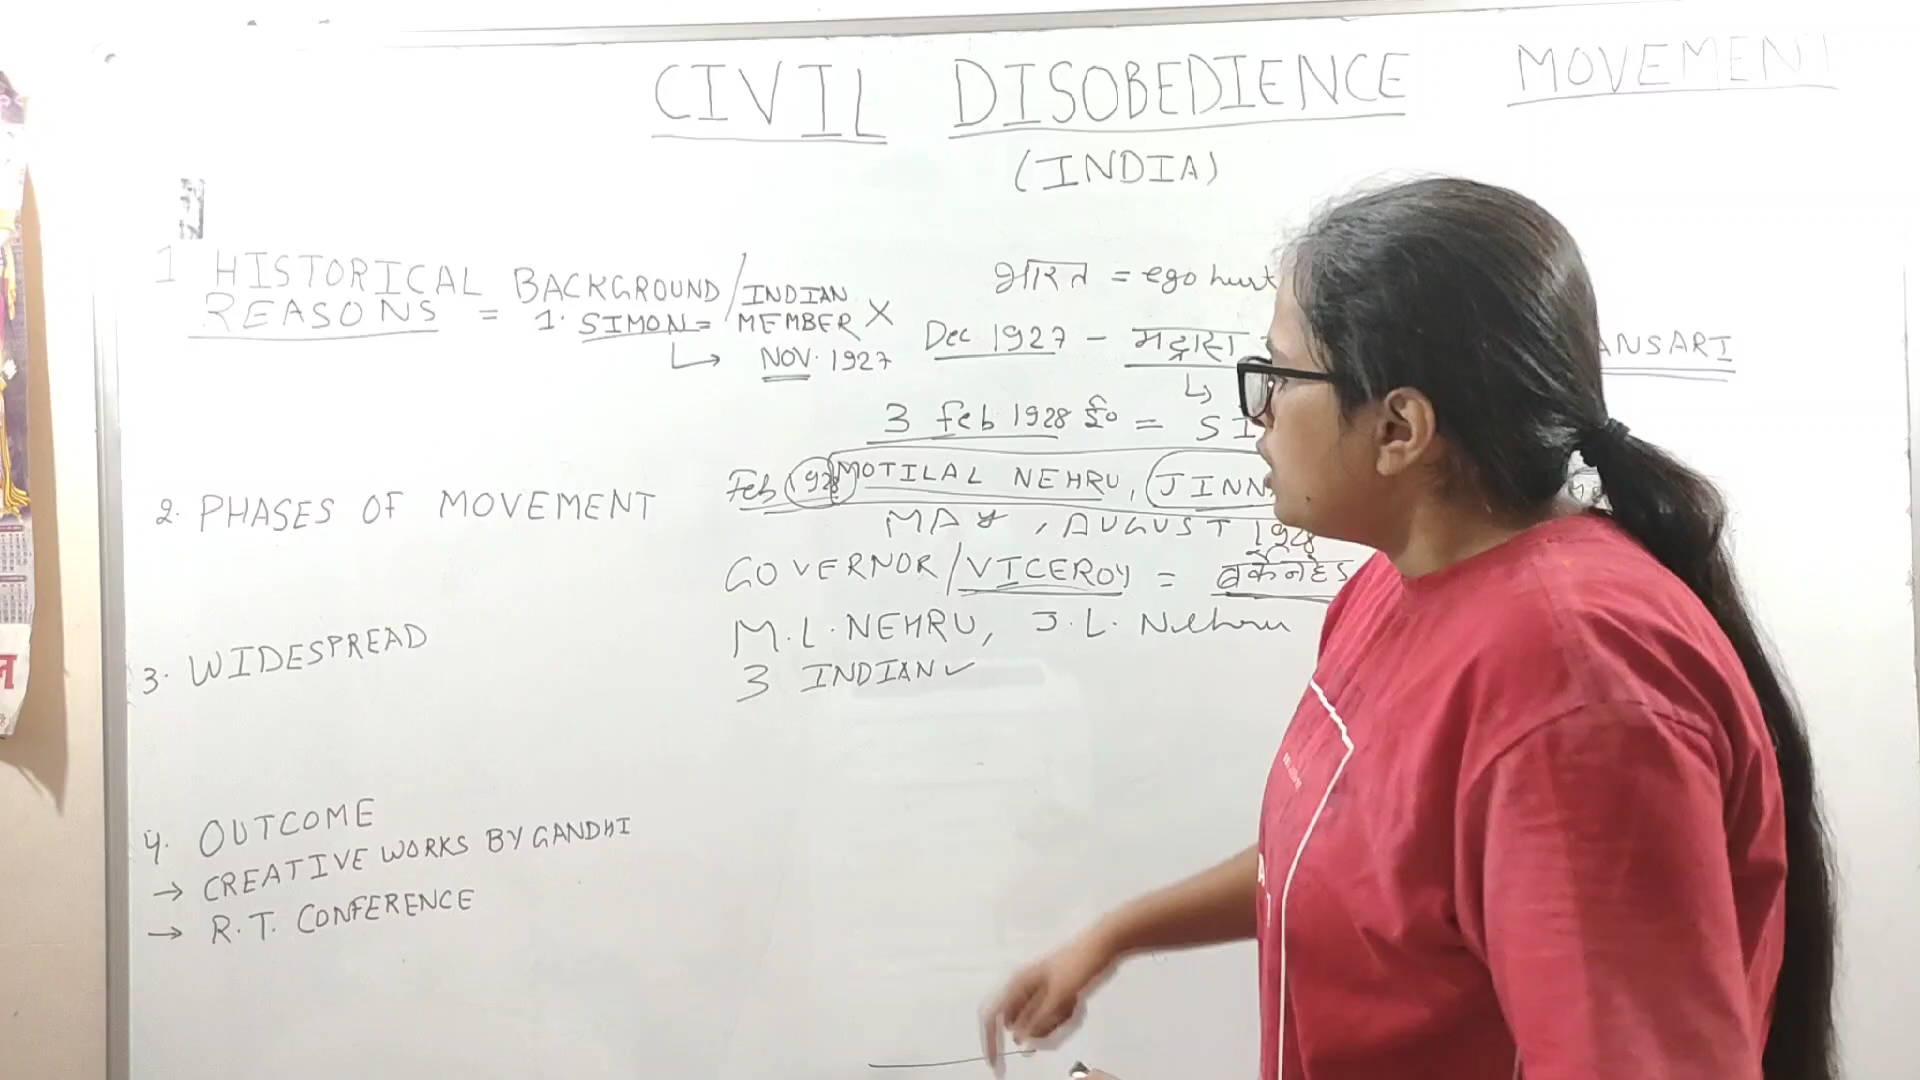 CIVIL DISOBEDIENCE MOVEMENT
(INDIA)
1 HISTORICAL BACKGROUND / INDIAN
REASONS = 1. SIMON = MEMBER X
NOV. 1927
भारत = ego hurt
Dec 1927 - मद्रास
ANSARI
3 Feb 1928 ई० = SI
Feb 1928 MOTILAL NEHRU, JINN
MAY, AUGUST 1928
2. PHASES OF MOVEMENT
GOVERNOR/VICEROY =
M.L. NEHRU, J.L. Nehru
3 INDIAN ✓
3. WIDESPREAD
4. OUTCOME
→ CREATIVE WORKS BY GANDHI
→ R.T. CONFERENCE